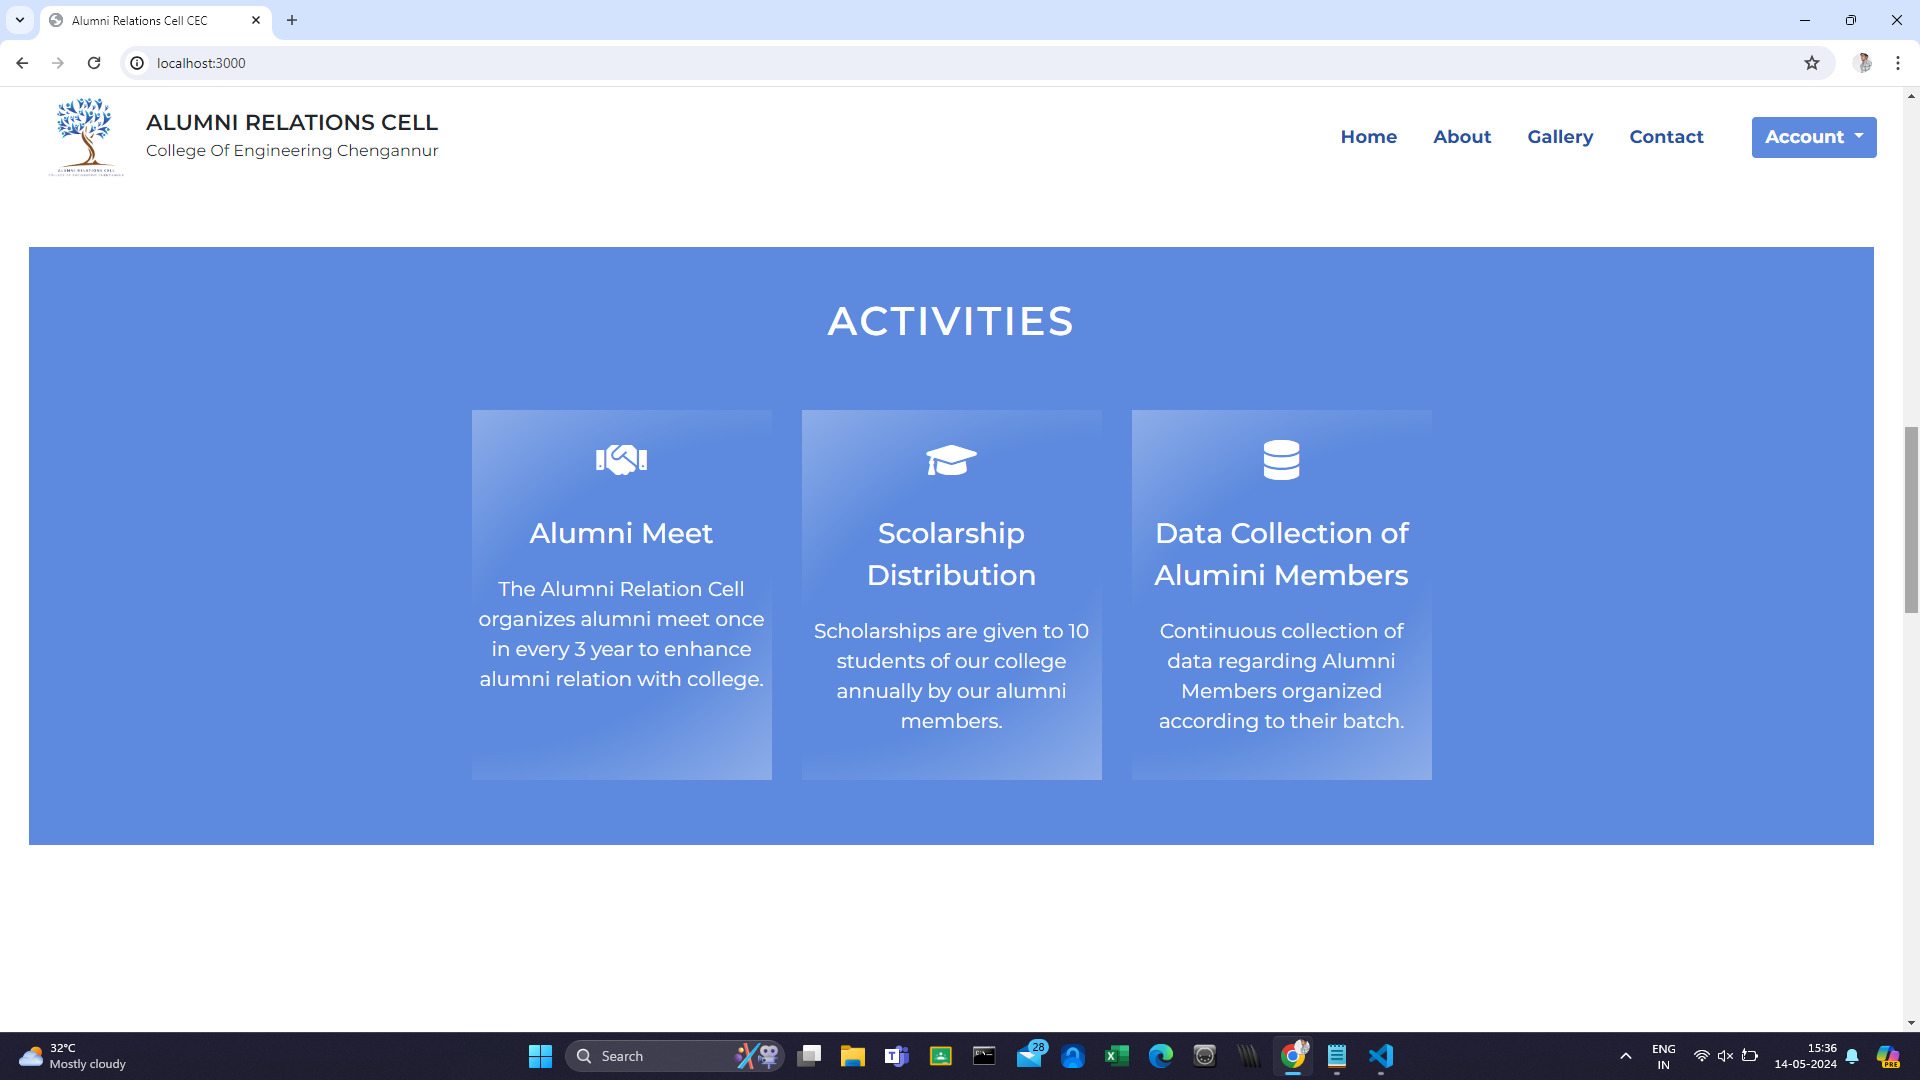 Alumni Relations Cell CEC
localhost:3000
ALUMNI RELATIONS CELL
College Of Engineering Chengannur
Home
About
Gallery
Contact
Account
ACTIVITIES
Alumni Meet
The Alumni Relation Cell
organizes alumni meet once
in every 3 year to enhance
alumni relation with college.
Scolarship
Distribution
Scholarships are given to 10
students of our college
annually by our alumni
members.
Data Collection of
Alumini Members
Continuous collection of
data regarding Alumni
Members organized
according to their batch.
32°C
Mostly cloudy
Search
28
ENG
IN
15:36
14-05-2024
PRE